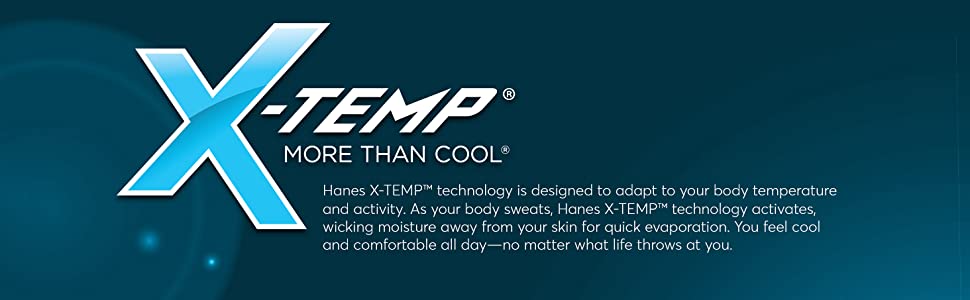 X-TEMP®
MORE THAN COOL®
Hanes X-TEMP™ technology is designed to adapt to your body temperature
and activity. As your body sweats, Hanes X-TEMP™ technology activates,
wicking moisture away from your skin for quick evaporation. You feel cool
and comfortable all day—no matter what life throws at you.